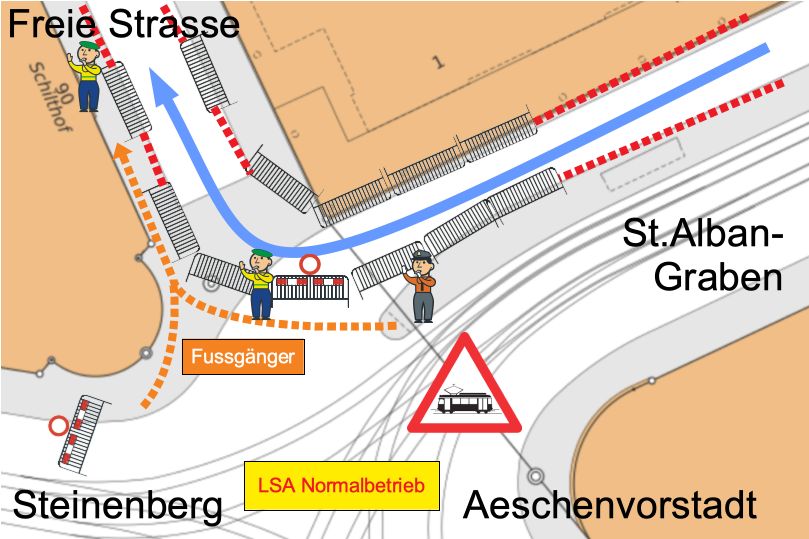 Freie Strasse
90
Schilthof
1
St.Alban-
Graben
Fussgänger
LSA Normalbetrieb
Steinenberg
Aeschenvorstadt